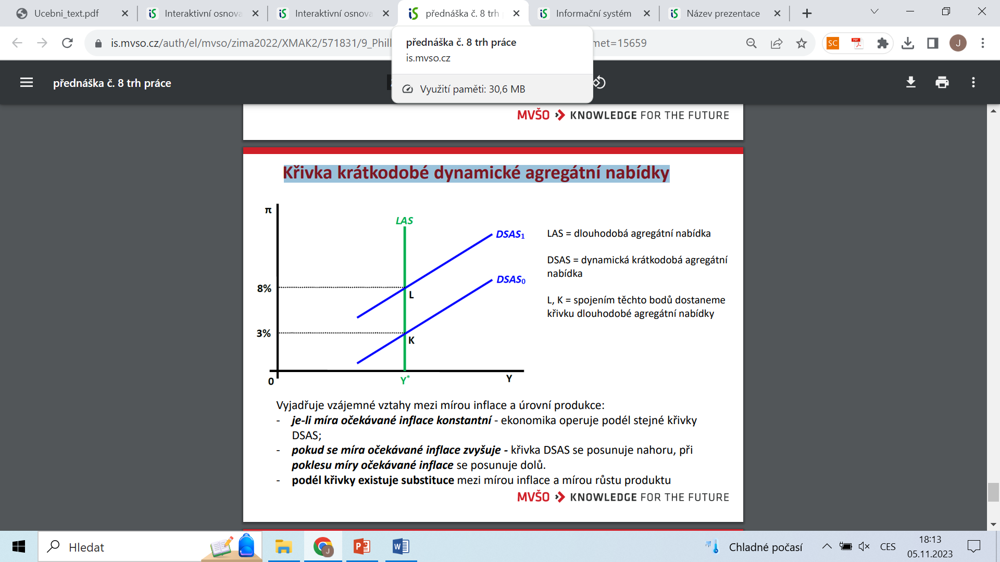 Ucebni_text.pdf
Interaktivní osnova
Interaktivní osnova
přednáška č. 8 trh
Informační systém
Název prezentace
is.mvso.cz/auth/el/mvso/zima2022/XMAK2/571831/9_Phill
met=15659
SC
J
přednáška č. 8 trh práce
is.mvso.cz
Využití paměti: 30,6 MB
přednáška č. 8 trh práce
MVŠO KNOWLEDGE FOR THE FUTURE
Křivka krátkodobé dynamické agregátní nabídky
π
LAS
DSAS₁
DSAS₀
8%
L
3%
K
0
Y*
Y
LAS = dlouhodobá agregátní nabídka
DSAS = dynamická krátkodobá agregátní
nabídka
L, K = spojením těchto bodů dostaneme
křivku dlouhodobé agregátní nabídky
Vyjadřuje vzájemné vztahy mezi mírou inflace a úrovní produkce:
- je-li míra očekávané inflace konstantní - ekonomika operuje podél stejné křivky
DSAS;
- pokud se míra očekávané inflace zvyšuje - křivka DSAS se posunuje nahoru, při
poklesu míry očekávané inflace se posunuje dolů.
- podél křivky existuje substituce mezi mírou inflace a mírou růstu produktu
MVŠO KNOWLEDGE FOR THE FUTURE
Hledat
Chladné počasí
CES
18:13
05.11.2023